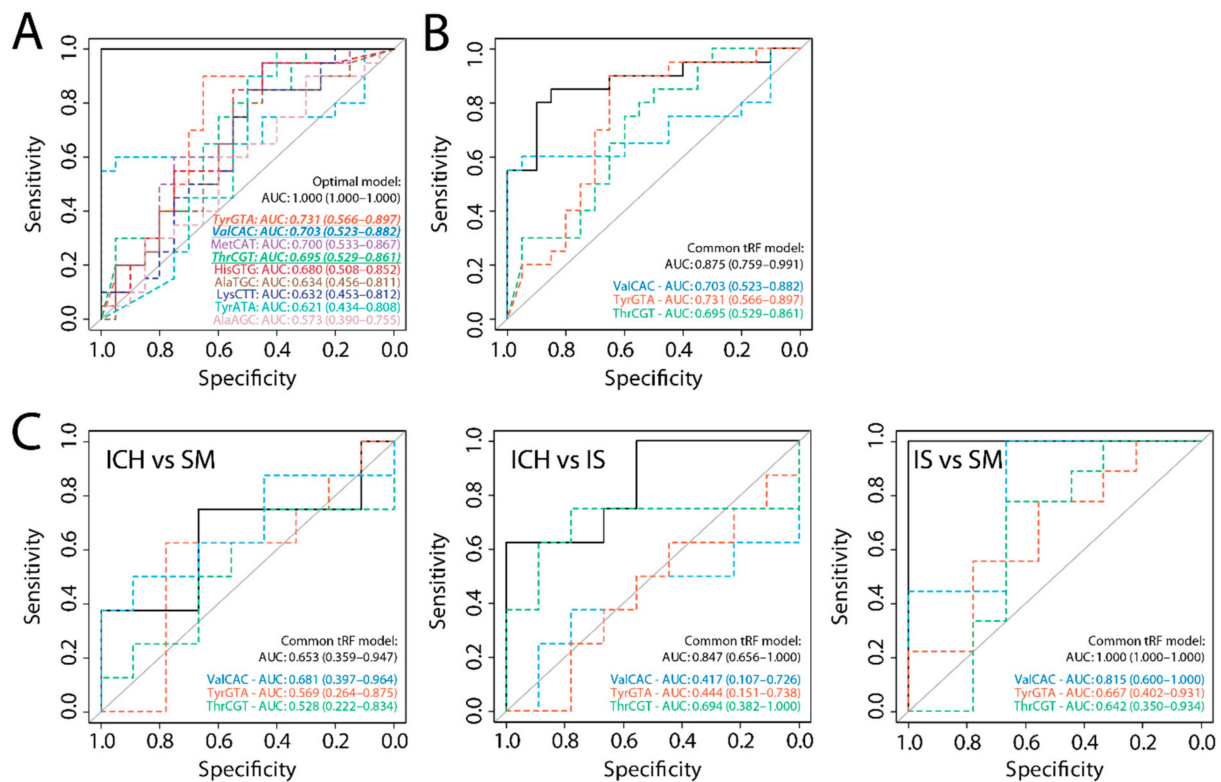 A
Sensitivity
0.0 0.2 0.4 0.6 0.8 1.0
Optimal model:
AUC: 1.000 (1.000–1.000)
TyrGTA: AUC: 0.731 (0.566–0.897)
ValCAC: AUC: 0.703 (0.523–0.882)
MetCAT: AUC: 0.700 (0.533–0.867)
ThrCGT: AUC: 0.695 (0.529–0.861)
HisGTG: AUC: 0.680 (0.508–0.852)
AlaTGC: AUC: 0.634 (0.456–0.811)
LysCTT: AUC: 0.632 (0.453–0.812)
TyrATA: AUC: 0.621 (0.434–0.808)
AlaAGC: AUC: 0.573 (0.390–0.755)
1.0 0.8 0.6 0.4 0.2 0.0
Specificity
B
Sensitivity
0.0 0.2 0.4 0.6 0.8 1.0
Common tRF model:
AUC: 0.875 (0.759–0.991)
ValCAC - AUC: 0.703 (0.523–0.882)
TyrGTA - AUC: 0.731 (0.566–0.897)
ThrCGT - AUC: 0.695 (0.529–0.861)
1.0 0.8 0.6 0.4 0.2 0.0
Specificity
C
ICH vs SM
Sensitivity
0.0 0.2 0.4 0.6 0.8 1.0
Common tRF model:
AUC: 0.653 (0.359–0.947)
ValCAC - AUC: 0.681 (0.397–0.964)
TyrGTA - AUC: 0.569 (0.264–0.875)
ThrCGT - AUC: 0.528 (0.222–0.834)
1.0 0.8 0.6 0.4 0.2 0.0
Specificity
ICH vs IS
Sensitivity
0.0 0.2 0.4 0.6 0.8 1.0
Common tRF model:
AUC: 0.847 (0.656–1.000)
ValCAC - AUC: 0.417 (0.107–0.726)
TyrGTA - AUC: 0.444 (0.151–0.738)
ThrCGT - AUC: 0.694 (0.382–1.000)
1.0 0.8 0.6 0.4 0.2 0.0
Specificity
IS vs SM
Sensitivity
0.0 0.2 0.4 0.6 0.8 1.0
Common tRF model:
AUC: 1.000 (1.000–1.000)
ValCAC - AUC: 0.815 (0.600–1.000)
TyrGTA - AUC: 0.667 (0.402–0.931)
ThrCGT - AUC: 0.642 (0.350–0.934)
1.0 0.8 0.6 0.4 0.2 0.0
Specificity